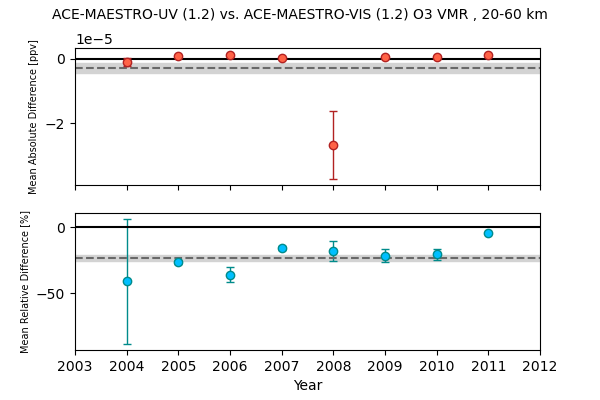 ACE-MAESTRO-UV (1.2) vs. ACE-MAESTRO-VIS (1.2) O3 VMR , 20-60 km
1e−5
Mean Absolute Difference [ppv]
0
−2
Mean Relative Difference [%]
0
−50
2003 2004 2005 2006 2007 2008 2009 2010 2011 2012
Year